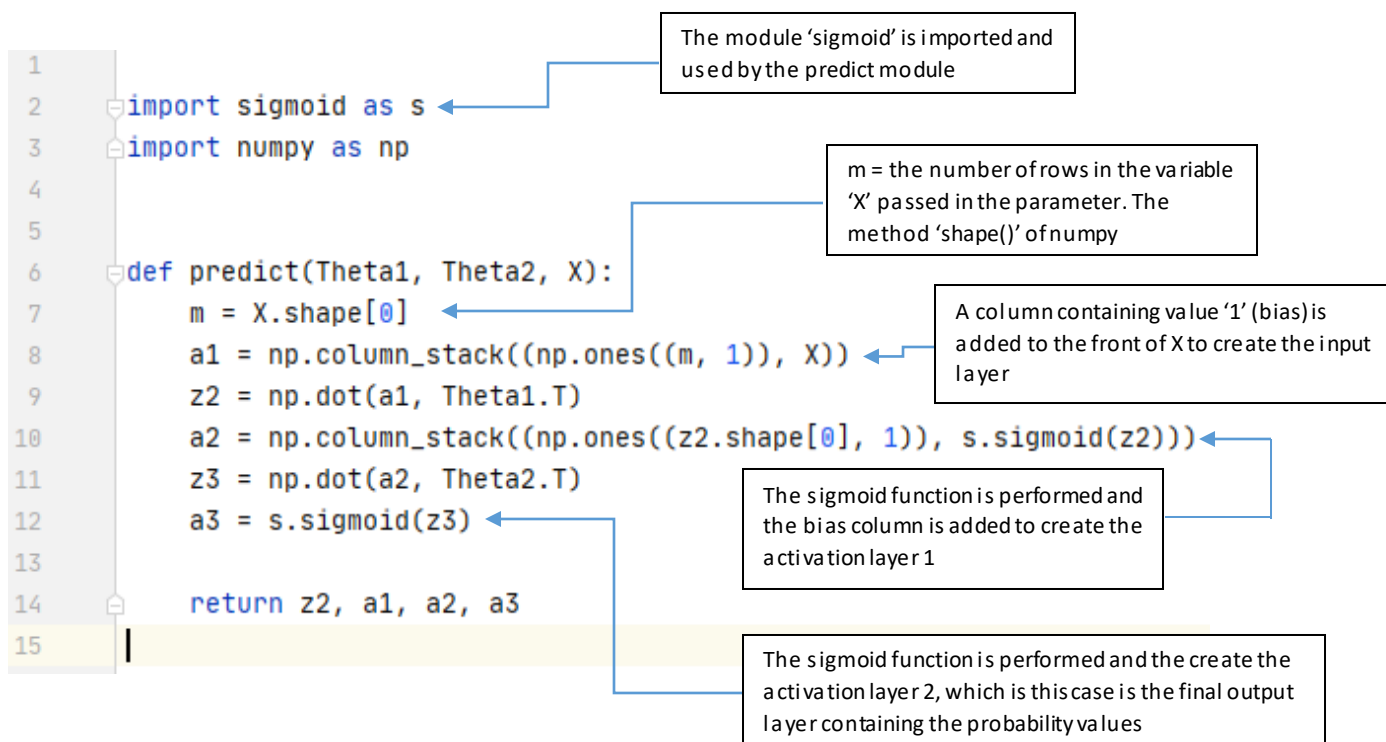 The module ‘sigmoid’ is imported and
used by the predict module
1
2 import sigmoid as s
3 import numpy as np
m = the number of rows in the variable
‘X’ passed in the parameter. The
method ‘shape()’ of numpy
4
5
6 def predict(Theta1, Theta2, X):
7 m = X.shape[0]
A column containing value ‘1’ (bias) is
added to the front of X to create the input
layer
8 a1 = np.column_stack((np.ones((m, 1)), X))
9 z2 = np.dot(a1, Theta1.T)
10 a2 = np.column_stack((np.ones((z2.shape[0], 1)), s.sigmoid(z2)))
11 z3 = np.dot(a2, Theta2.T)
The sigmoid function is performed and
the bias column is added to create the
activation layer 1
12 a3 = s.sigmoid(z3)
13
14 return z2, a1, a2, a3
15
The sigmoid function is performed and the create the
activation layer 2, which is this case is the final output
layer containing the probability values